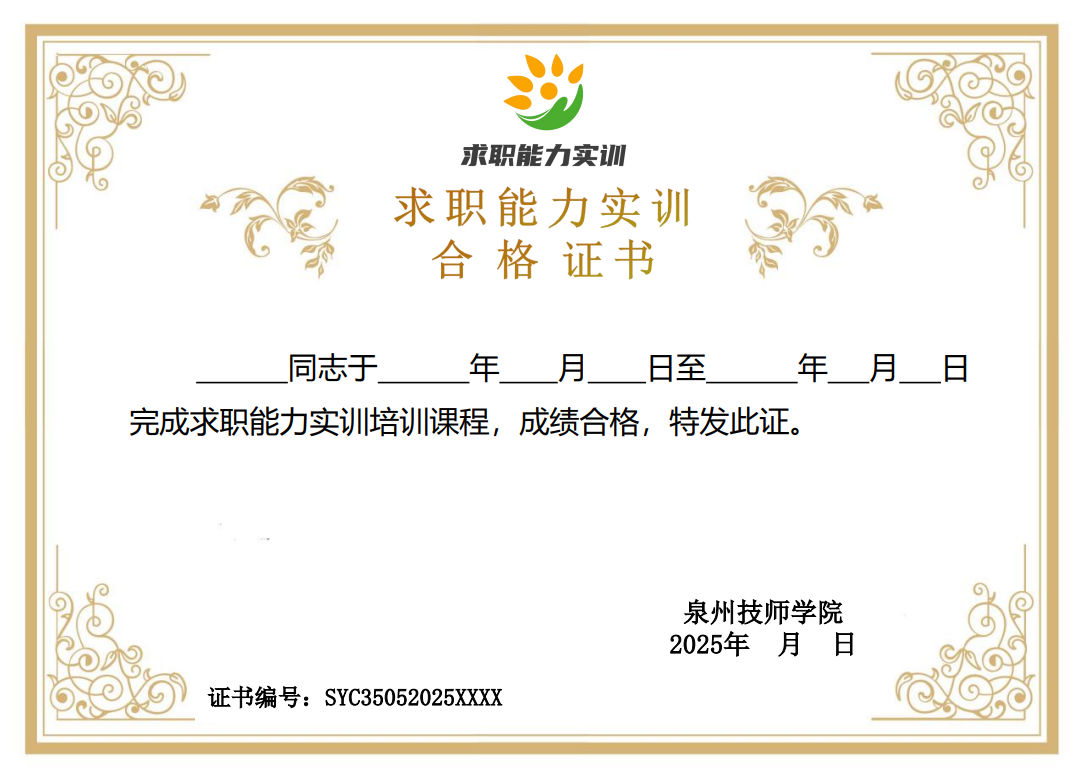 求职能力实训
求职能力实训
合格证书
_______同志于_______年____月____日至_______年___月___日
完成求职能力实训培训课程，成绩合格，特发此证。
泉州技师学院
2025年 月 日
证书编号：SYC35052025XXXX